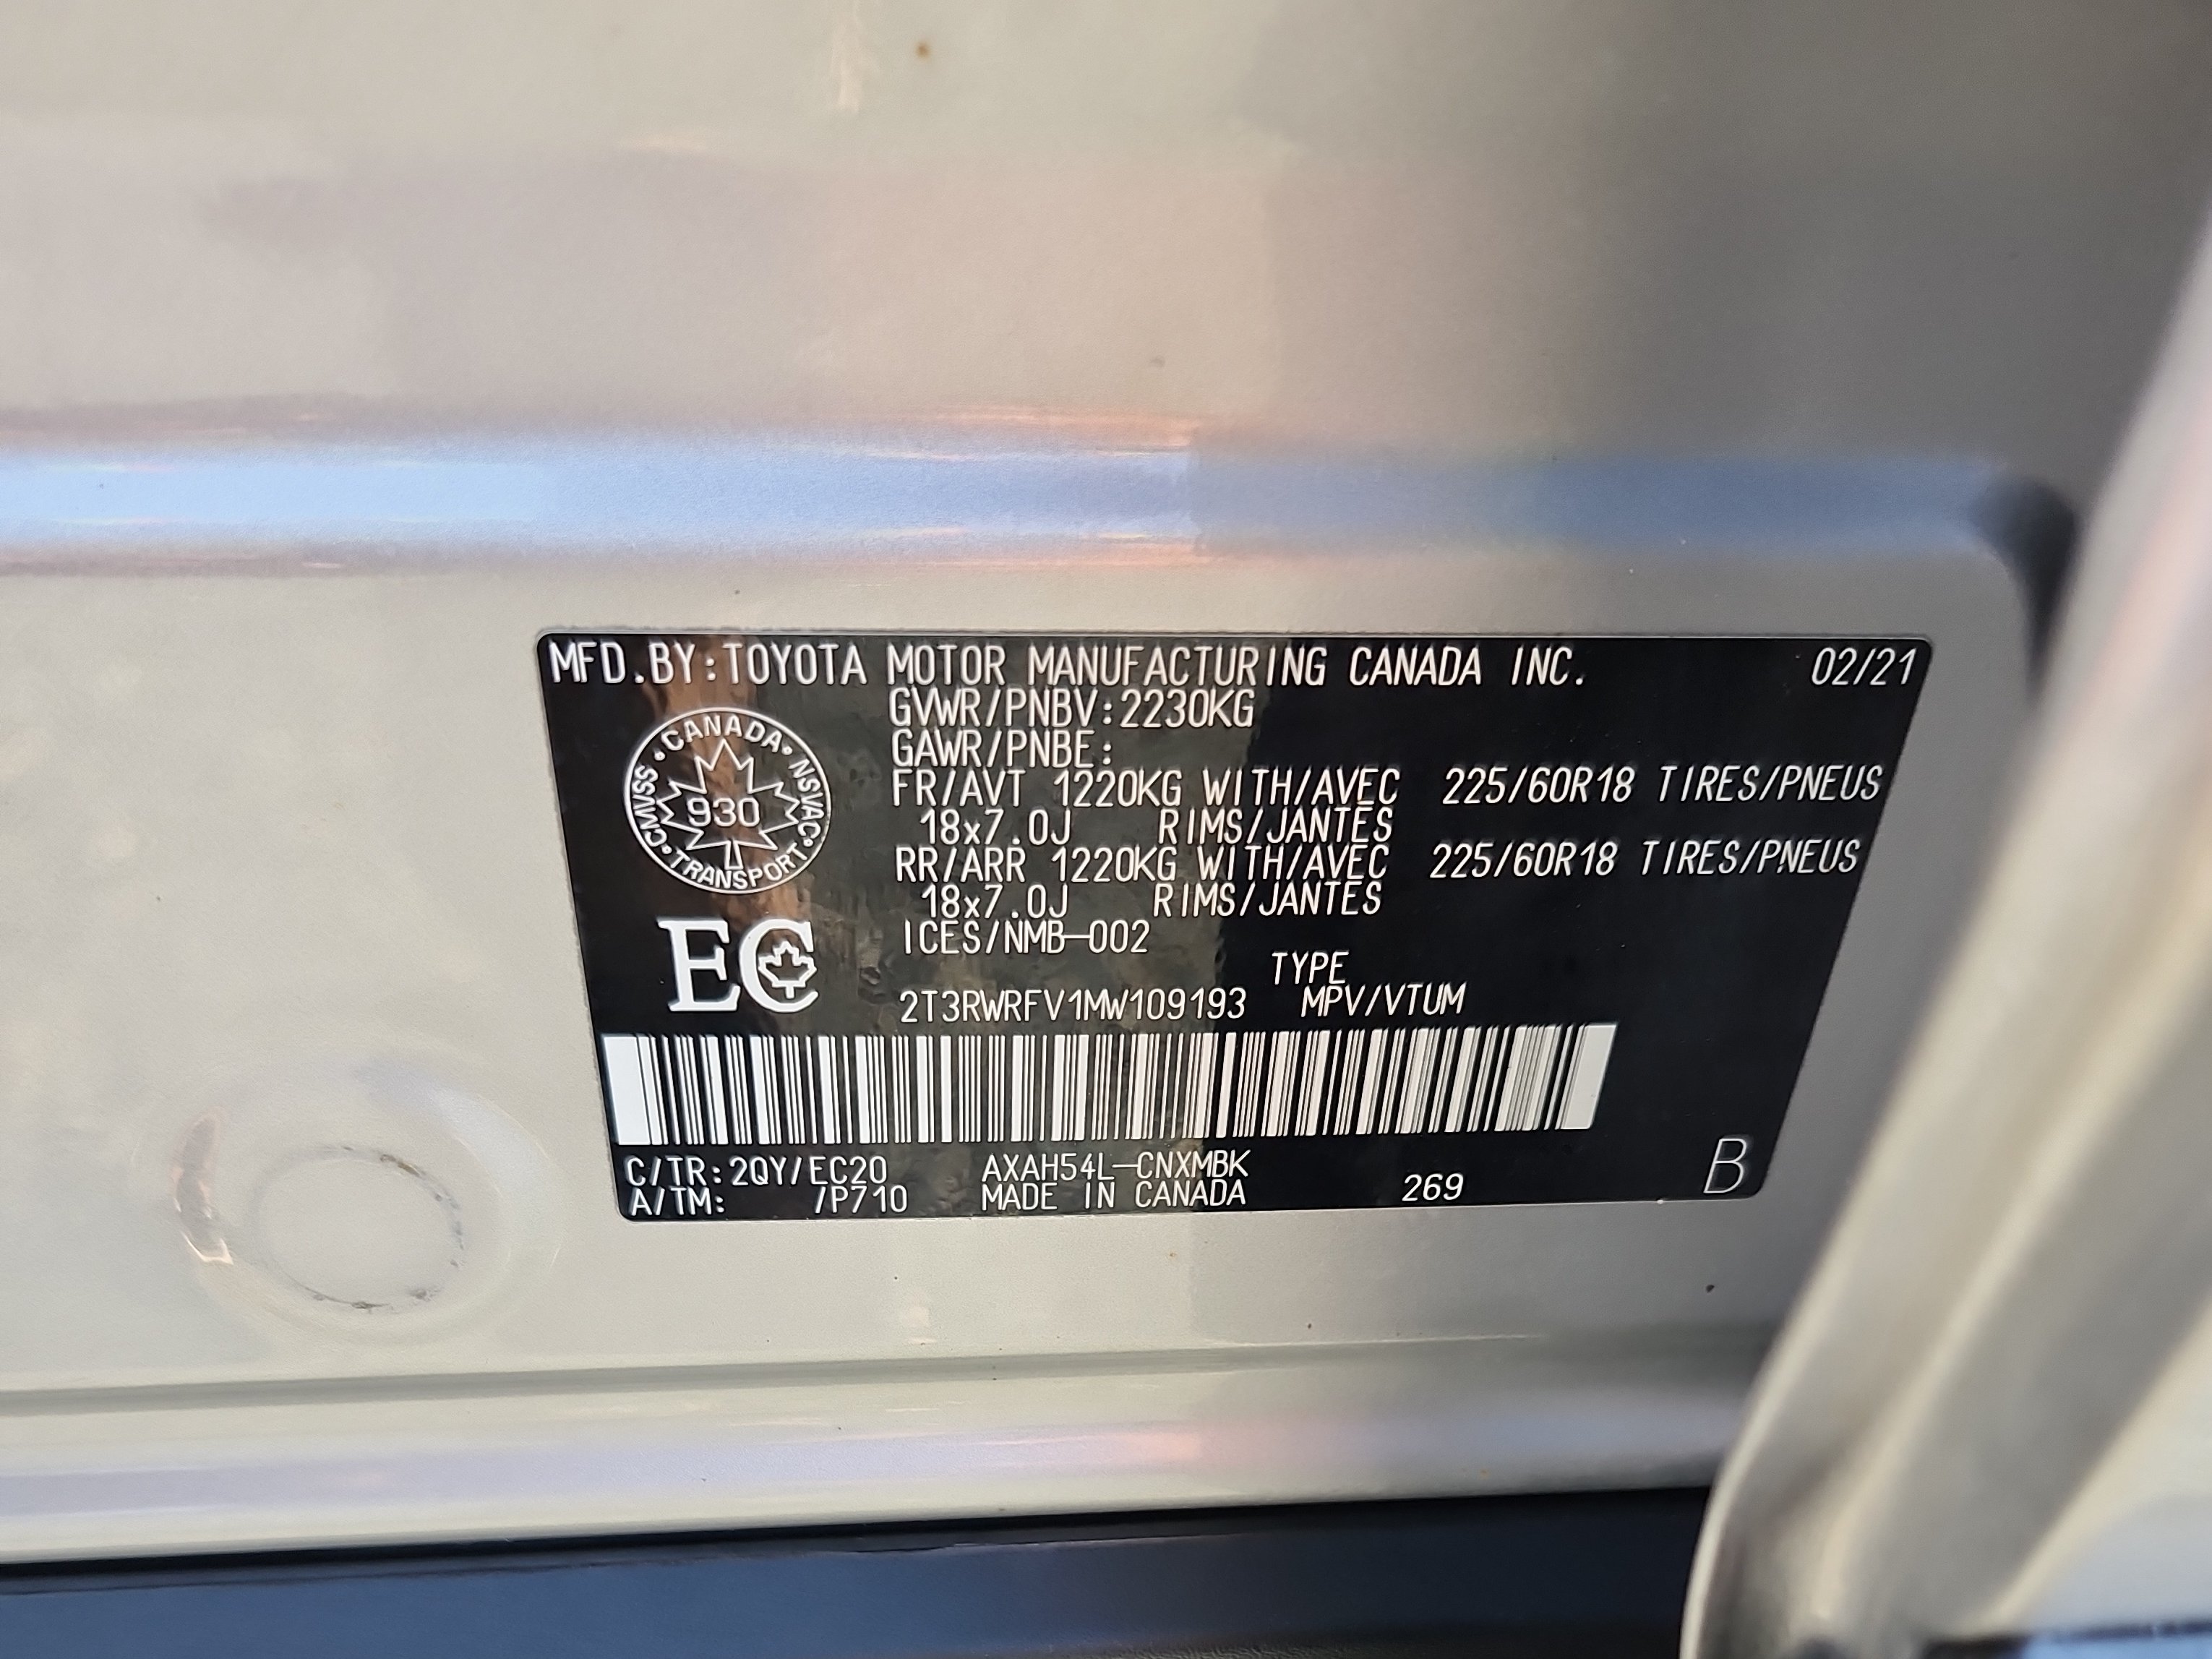 MFD.BY:TOYOTA MOTOR MANUFACTURING CANADA INC. 02/21
GVWR/PNBV:2230KG
GAWR/PNBE:
FR/AVT 1220KG WITH/AVEC 225/60R18 TIRES/PNEUS
18x7.0J RIMS/JANTES
RR/ARR 1220KG WITH/AVEC 225/60R18 TIRES/PNEUS
18x7.0J RIMS/JANTES
ICES/NMB-002
CANADA
CMVSS 930 NSVAC
TRANSPORT
EC
TYPE
2T3RWRFV1MW109193 MPV/VTUM
C/TR:2QY/EC20 AXAH54L-CNXMBK
A/TM: /P710 MADE IN CANADA 269 B